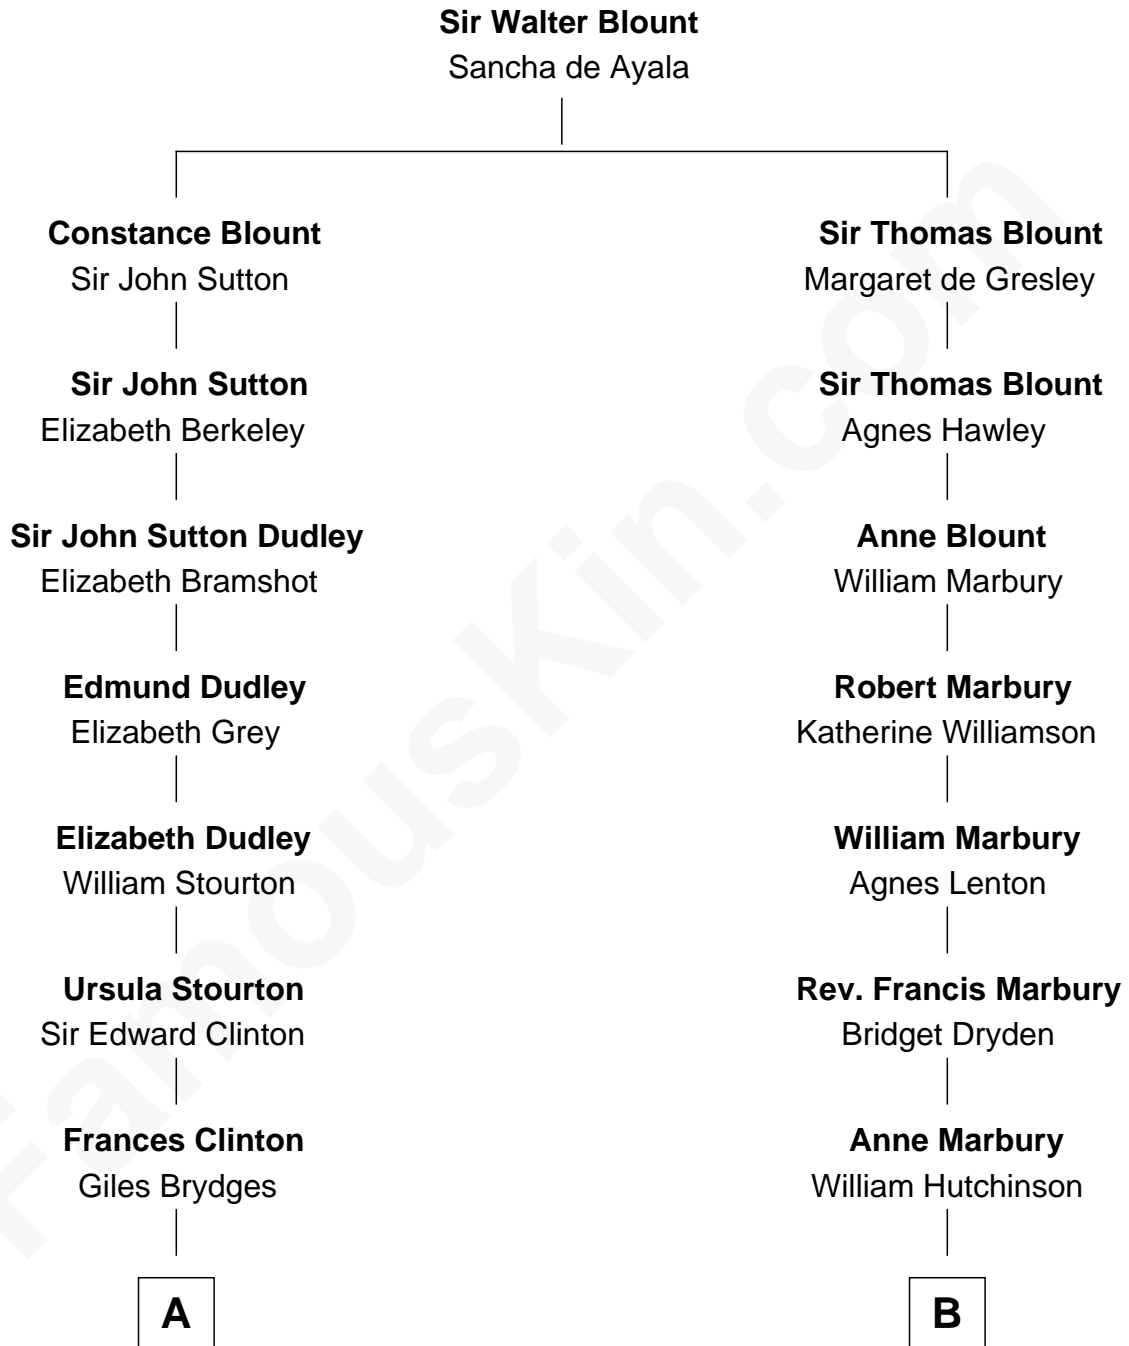 Sir Walter Blount
Sancha de Ayala
Constance Blount
Sir John Sutton
Sir Thomas Blount
Margaret de Gresley
Sir John Sutton
Elizabeth Berkeley
Sir Thomas Blount
Agnes Hawley
Sir John Sutton Dudley
Elizabeth Bramshot
Anne Blount
William Marbury
Edmund Dudley
Elizabeth Grey
Robert Marbury
Katherine Williamson
Elizabeth Dudley
William Stourton
William Marbury
Agnes Lenton
Ursula Stourton
Sir Edward Clinton
Rev. Francis Marbury
Bridget Dryden
Frances Clinton
Giles Brydges
Anne Marbury
William Hutchinson
A
B
FamousKin.com